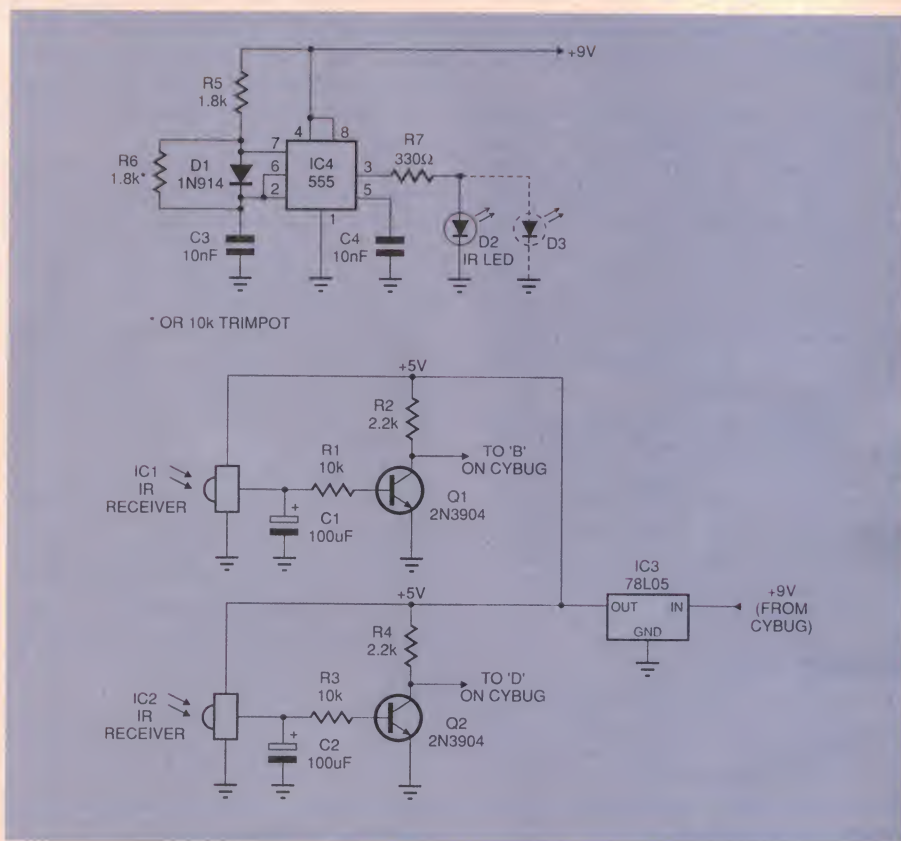 +9V
R5
1.8k
R6
1.8k*
D1
1N914
7
6
2
4
8
IC4
555
3
5
1
R7
330Ω
C3
10nF
C4
10nF
D2
IR LED
D3
* OR 10k TRIMPOT
+5V
R2
2.2k
TO 'B'
ON CYBUG
IC1
IR
RECEIVER
R1
10k
+
C1
100uF
Q1
2N3904
IC3
78L05
OUT IN
GND
+9V
(FROM
CYBUG)
+5V
R4
2.2k
TO 'D'
ON CYBUG
IC2
IR
RECEIVER
R3
10k
+
C2
100uF
Q2
2N3904